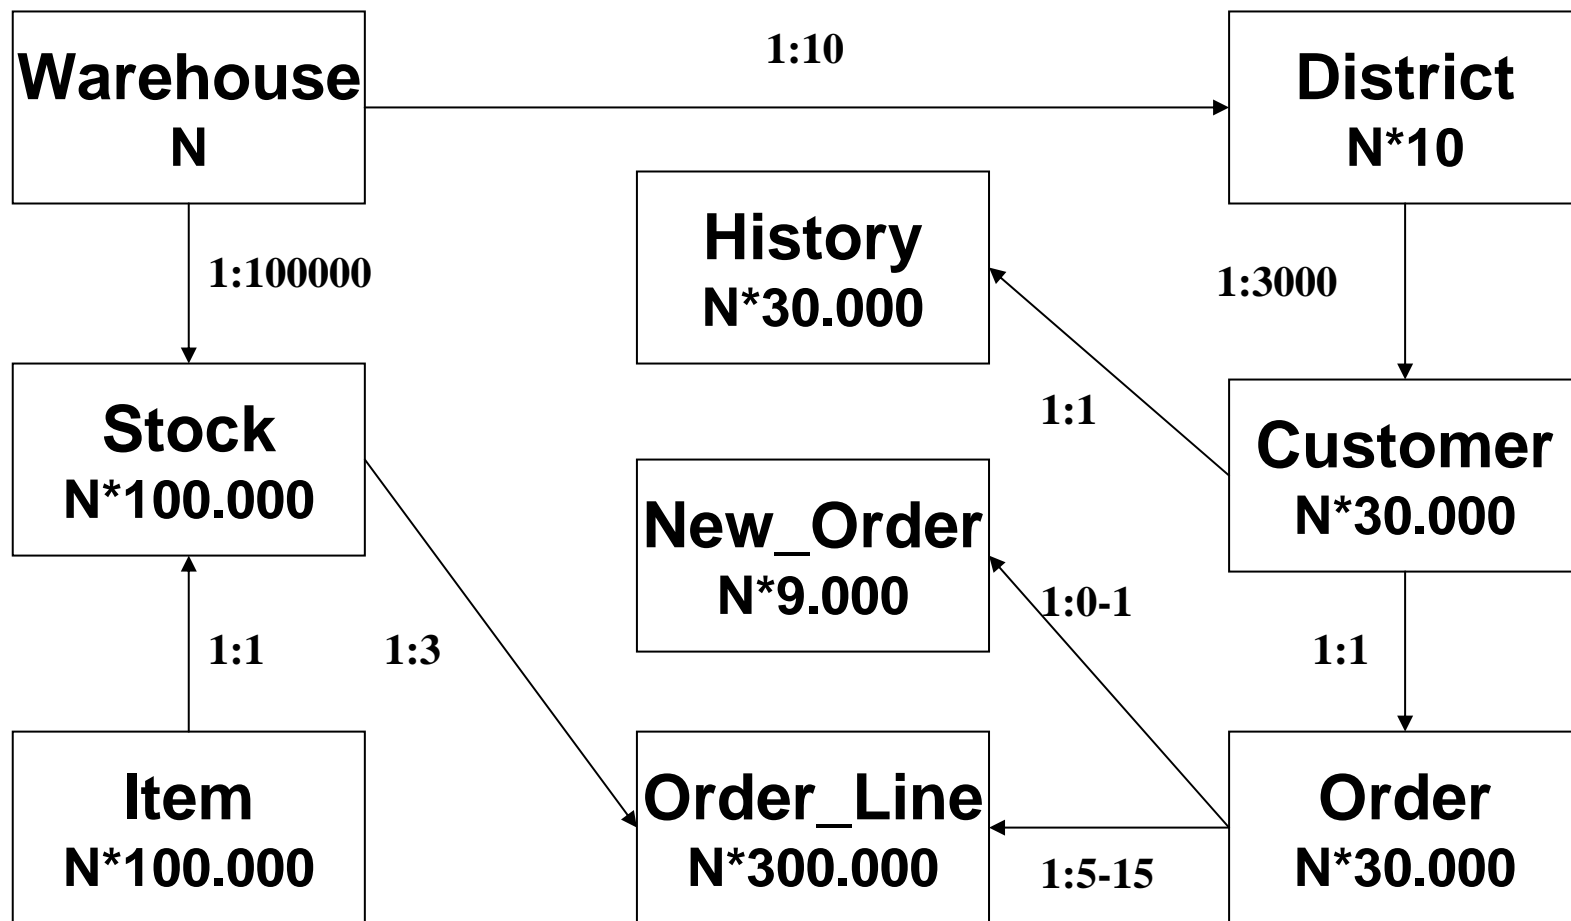 Warehouse
N
1:10
District
N*10
History
N*30.000
1:100000
1:3000
Stock
N*100.000
1:1
Customer
N*30.000
New_Order
N*9.000
1:0-1
1:1
1:3
1:1
Item
N*100.000
Order_Line
N*300.000
1:5-15
Order
N*30.000